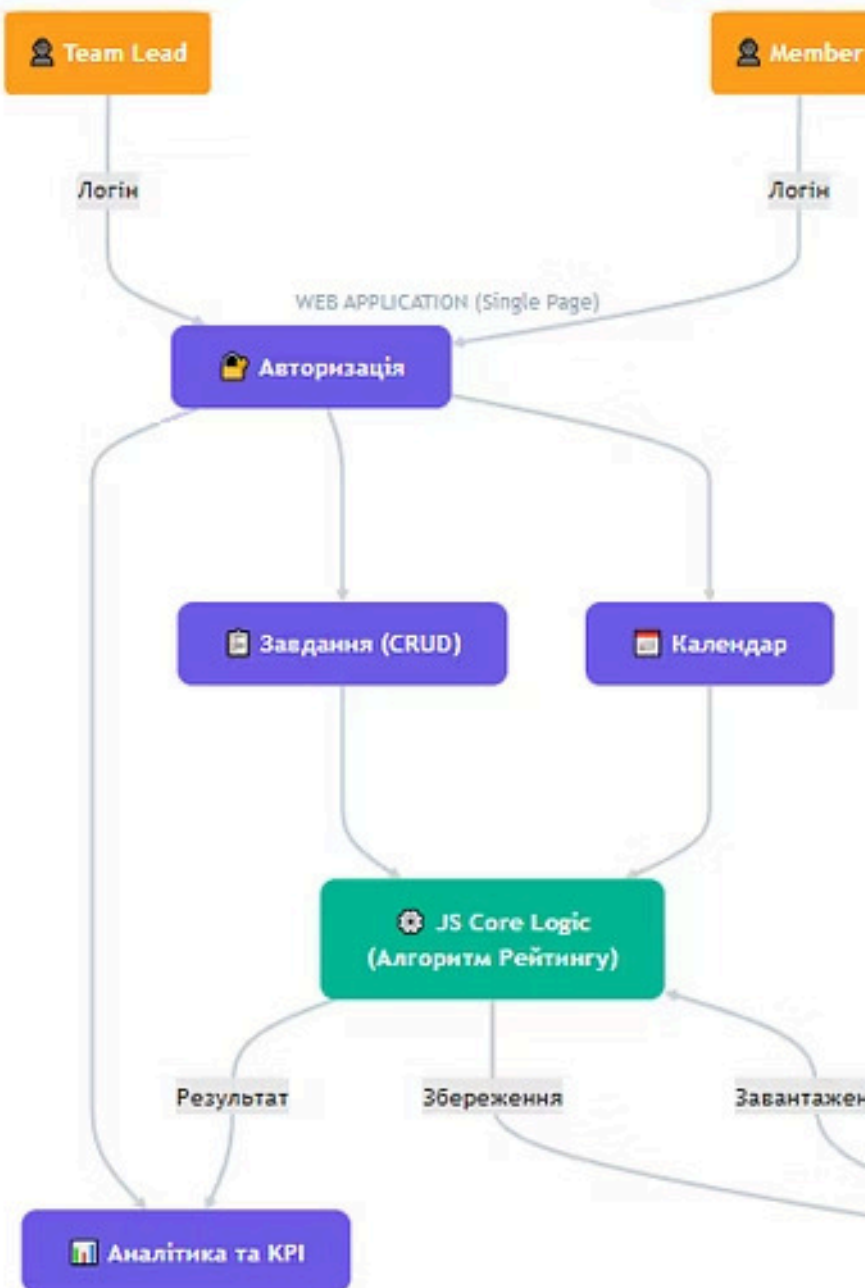 Team Lead
Member
Логін
Логін
WEB APPLICATION (Single Page)
Авторизація
Завдання (CRUD)
Календар
JS Core Logic
(Алгоритм Рейтингу)
Результат
Збереження
Завантажен
Аналітика та KPI